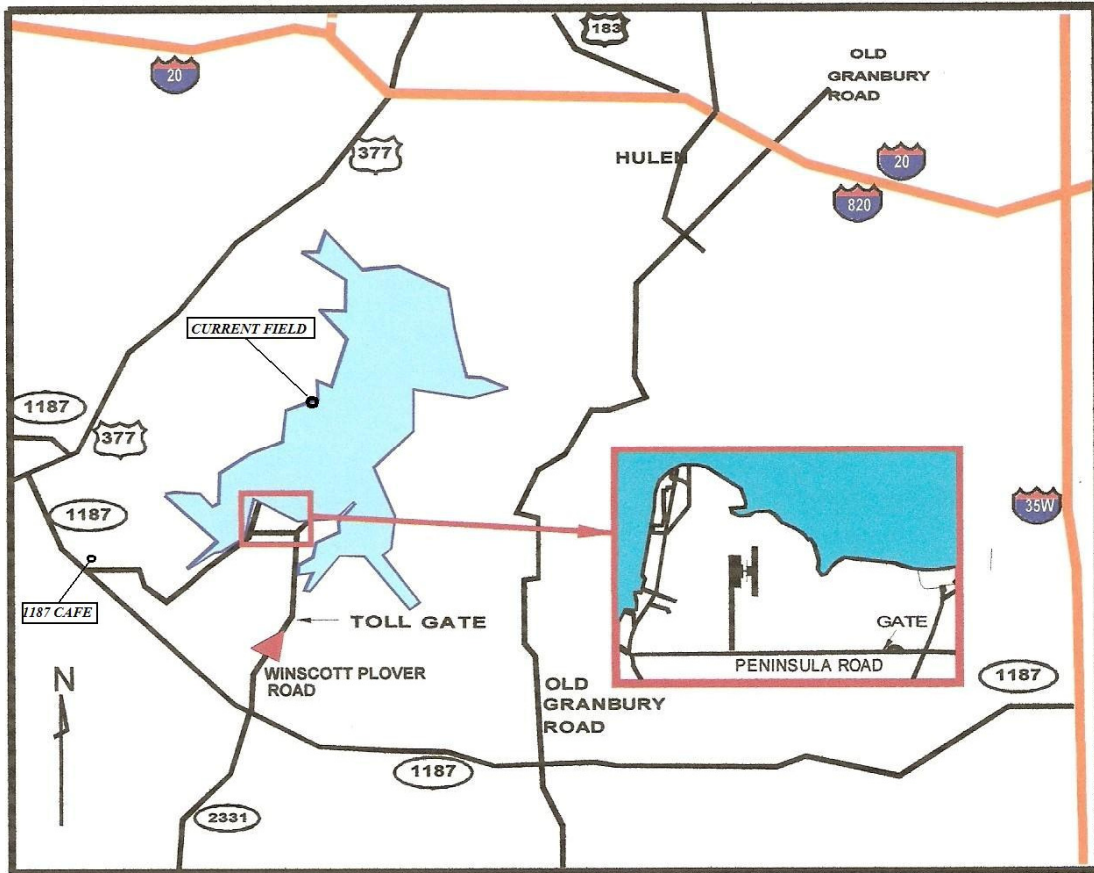 183
OLD
GRANBURY
ROAD
20
377
HULEN
20
820
CURRENT FIELD
1187
377
1187
35W
1187 CAFE
TOLL GATE
GATE
WINSCOTT PLOVER
ROAD
PENINSULA ROAD
N
OLD
GRANBURY
ROAD
1187
1187
2331